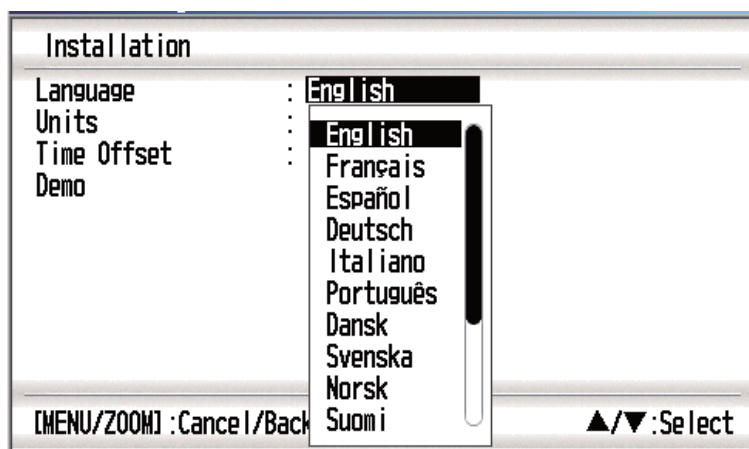 Installation
Language : English
Units :
Time Offset :
Demo
English
Français
Español
Deutsch
Italiano
Português
Dansk
Svenska
Norsk
Suomi
[MENU/ZOOM] :Cancel/Back
▲/▼:Select